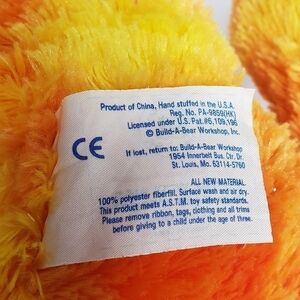 Product of China, Hand stuffed in the U.S.A.
Reg. No. PA-9859(HK)
Licensed under U.S. Pat.#6,109,196
© Build-A-Bear Workshop, Inc.
CE
If lost, return to: Build-A-Bear Workshop
1954 Innerbelt Bus. Ctr. Dr.
St. Louis, Mo. 63114-5760
ALL NEW MATERIAL
100% polyester fiberfill. Surface wash and air dry.
This product meets A.S.T.M. toy safety standards.
Please remove ribbon, tags, clothing and all trims
before giving to a child under the age of three.